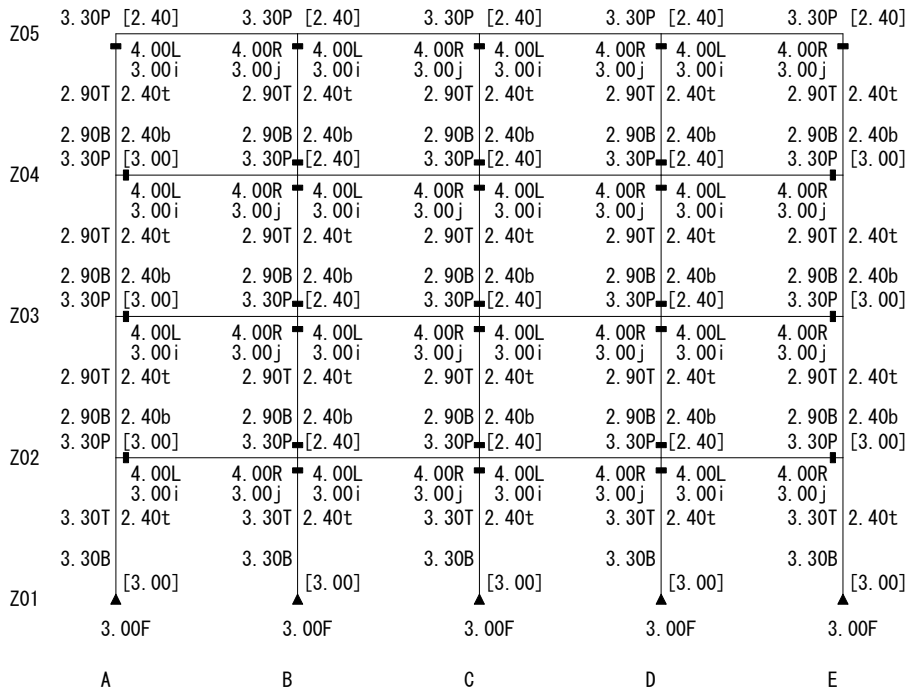 3.30P [2.40] 3.30P [2.40] 3.30P [2.40] 3.30P [2.40] 3.30P [2.40]
Z05
4.00L 4.00R 4.00L 4.00R 4.00L 4.00R 4.00L 4.00R
3.00i 3.00j 3.00i 3.00j 3.00i 3.00j 3.00i 3.00j
2.90T 2.40t 2.90T 2.40t 2.90T 2.40t 2.90T 2.40t 2.90T 2.40t
2.90B 2.40b 2.90B 2.40b 2.90B 2.40b 2.90B 2.40b 2.90B 2.40b
3.30P [3.00] 3.30P [2.40] 3.30P [2.40] 3.30P [2.40] 3.30P [3.00]
Z04
4.00L 4.00R 4.00L 4.00R 4.00L 4.00R 4.00L 4.00R
3.00i 3.00j 3.00i 3.00j 3.00i 3.00j 3.00i 3.00j
2.90T 2.40t 2.90T 2.40t 2.90T 2.40t 2.90T 2.40t 2.90T 2.40t
2.90B 2.40b 2.90B 2.40b 2.90B 2.40b 2.90B 2.40b 2.90B 2.40b
3.30P [3.00] 3.30P [2.40] 3.30P [2.40] 3.30P [2.40] 3.30P [3.00]
Z03
4.00L 4.00R 4.00L 4.00R 4.00L 4.00R 4.00L 4.00R
3.00i 3.00j 3.00i 3.00j 3.00i 3.00j 3.00i 3.00j
2.90T 2.40t 2.90T 2.40t 2.90T 2.40t 2.90T 2.40t 2.90T 2.40t
2.90B 2.40b 2.90B 2.40b 2.90B 2.40b 2.90B 2.40b 2.90B 2.40b
3.30P [3.00] 3.30P [2.40] 3.30P [2.40] 3.30P [2.40] 3.30P [3.00]
Z02
4.00L 4.00R 4.00L 4.00R 4.00L 4.00R 4.00L 4.00R
3.00i 3.00j 3.00i 3.00j 3.00i 3.00j 3.00i 3.00j
3.30T 2.40t 3.30T 2.40t 3.30T 2.40t 3.30T 2.40t 3.30T 2.40t
3.30B 3.30B 3.30B 3.30B 3.30B
[3.00] [3.00] [3.00] [3.00] [3.00]
Z01
3.00F 3.00F 3.00F 3.00F 3.00F
A B C D E